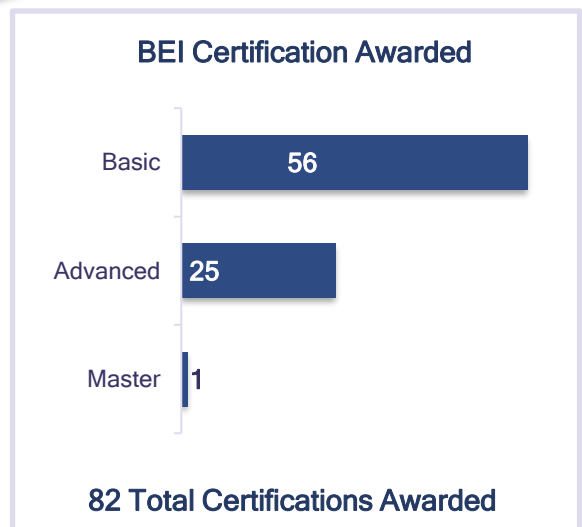 BEI Certification Awarded
Basic 56
Advanced 25
Master 1
82 Total Certifications Awarded